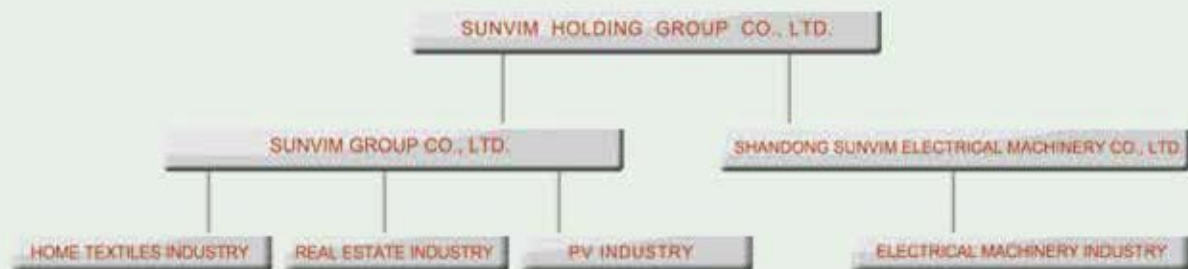 SUNVIM HOLDING GROUP CO., LTD.
SUNVIM GROUP CO., LTD.
SHANDONG SUNVIM ELECTRICAL MACHINERY CO., LTD
HOME TEXTILES INDUSTRY
REAL ESTATE INDUSTRY
PV INDUSTRY
ELECTRICAL MACHINERY INDUSTRY